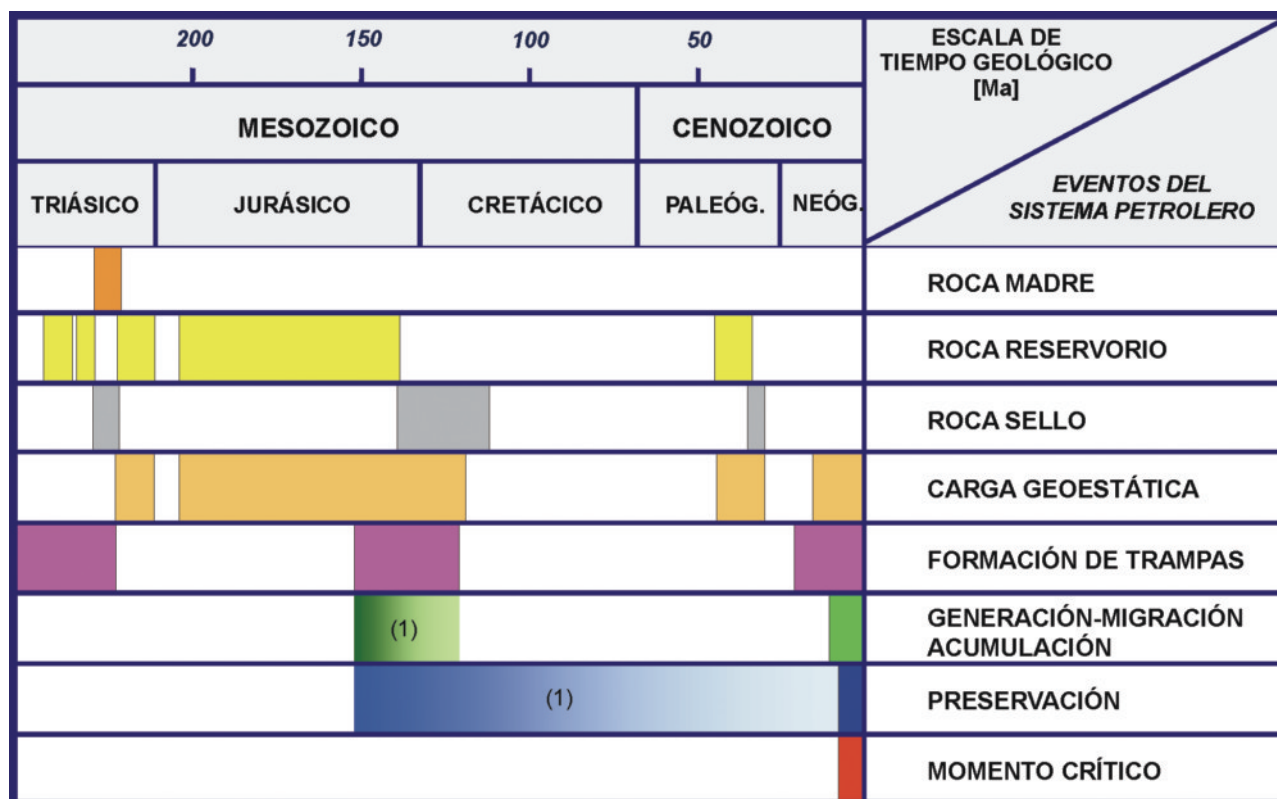 200 150 100 50
ESCALA DE
TIEMPO GEOLÓGICO
[Ma]
MESOZOICO CENOZOICO
TRIÁSICO JURÁSICO CRETÁCICO PALEÓG. NEÓG.
EVENTOS DEL
SISTEMA PETROLERO
ROCA MADRE
ROCA RESERVORIO
ROCA SELLO
CARGA GEOESTÁTICA
FORMACIÓN DE TRAMPAS
(1)
GENERACIÓN-MIGRACIÓN
ACUMULACIÓN
(1) PRESERVACIÓN
MOMENTO CRÍTICO